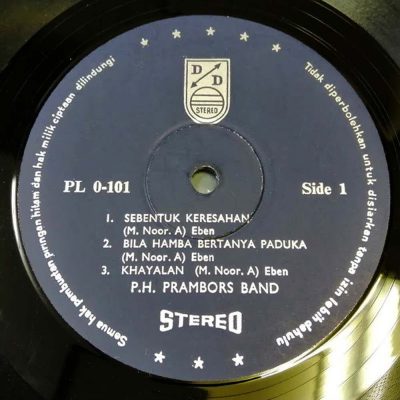 D D
STEREO
Semua hak pembuatan piringan hitam dan hak milik ciptaan dilindungi
Tidak diperbolehkan untuk disiarkan tanpa izin lebih dahulu
PL 0-101
Side 1
1. SEBENTUK KERESAHAN
(M. Noor. A) Eben
2. BILA HAMBA BERTANYA PADUKA
(M. Noor. A) Eben
3. KHAYALAN (M. Noor. A) Eben
P.H. PRAMBORS BAND
STEREO